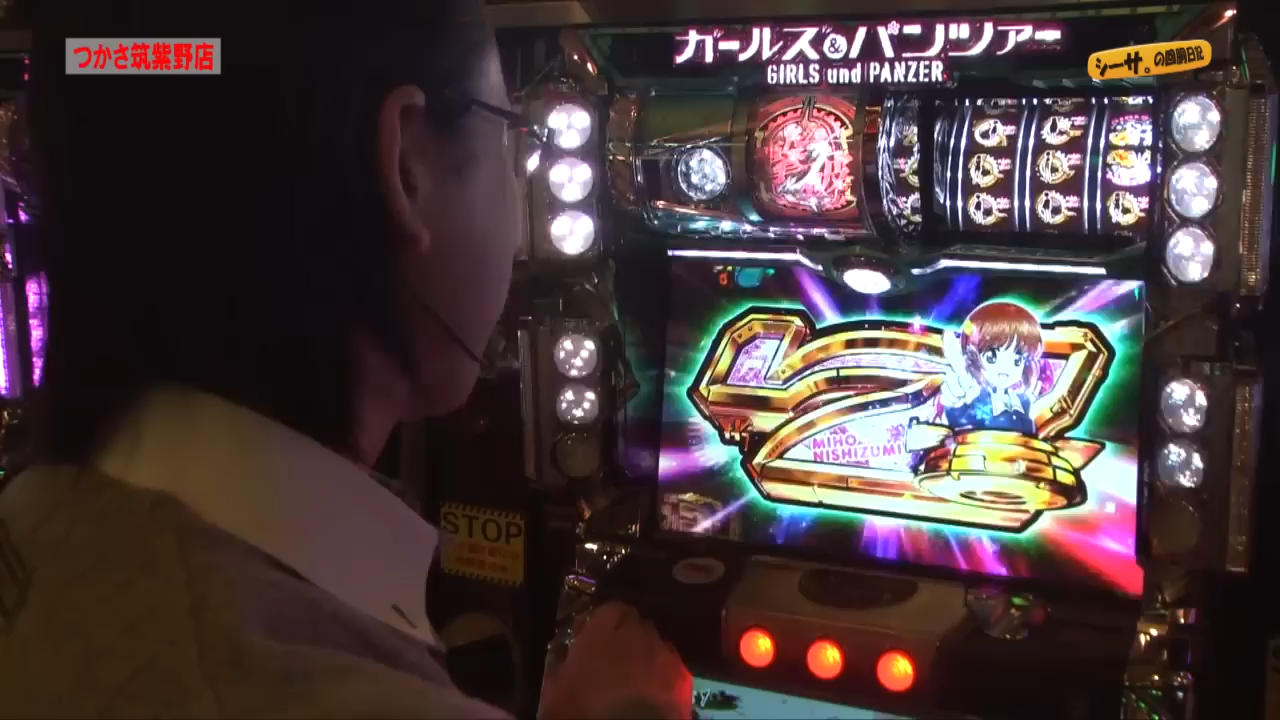 つかさ筑紫野店
ガールズ&パンツァー
GIRLS und PANZER
シーサ。の回胴日記
MIHO
NISHIZUMI
STOP